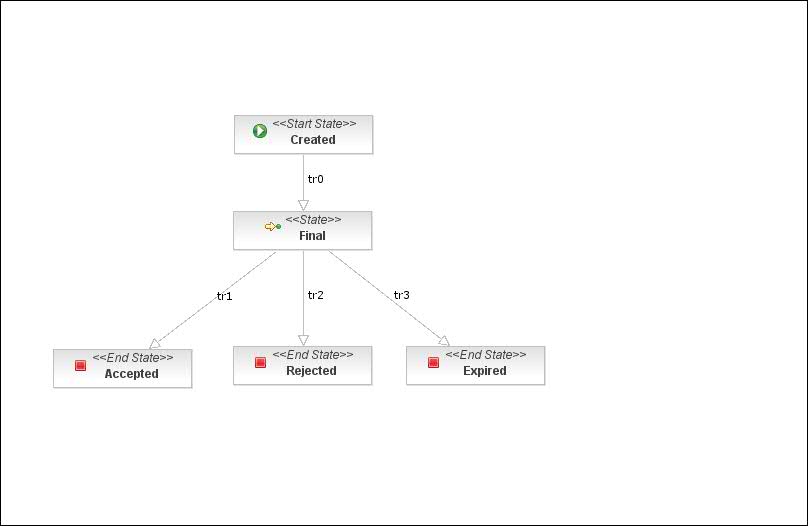 <<Start State>>
Created
tr0
<<State>>
Final
tr1
tr2
tr3
<<End State>>
Accepted
<<End State>>
Rejected
<<End State>>
Expired